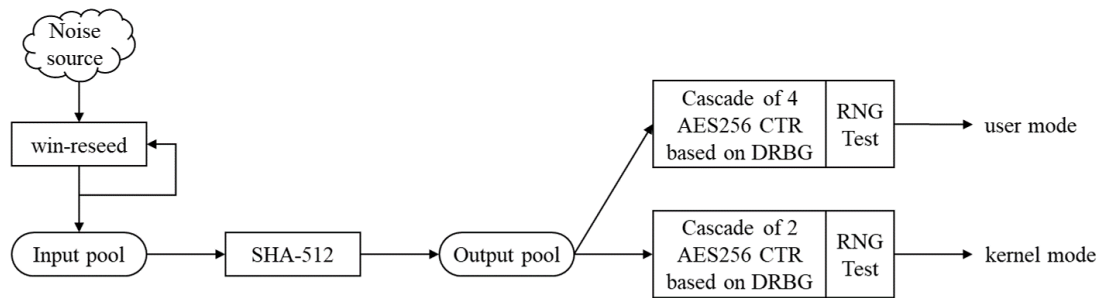 Noise
source
win-reseed
Input pool
SHA-512
Output pool
Cascade of 4
AES256 CTR
based on DRBG
RNG
Test
user mode
Cascade of 2
AES256 CTR
based on DRBG
RNG
Test
kernel mode